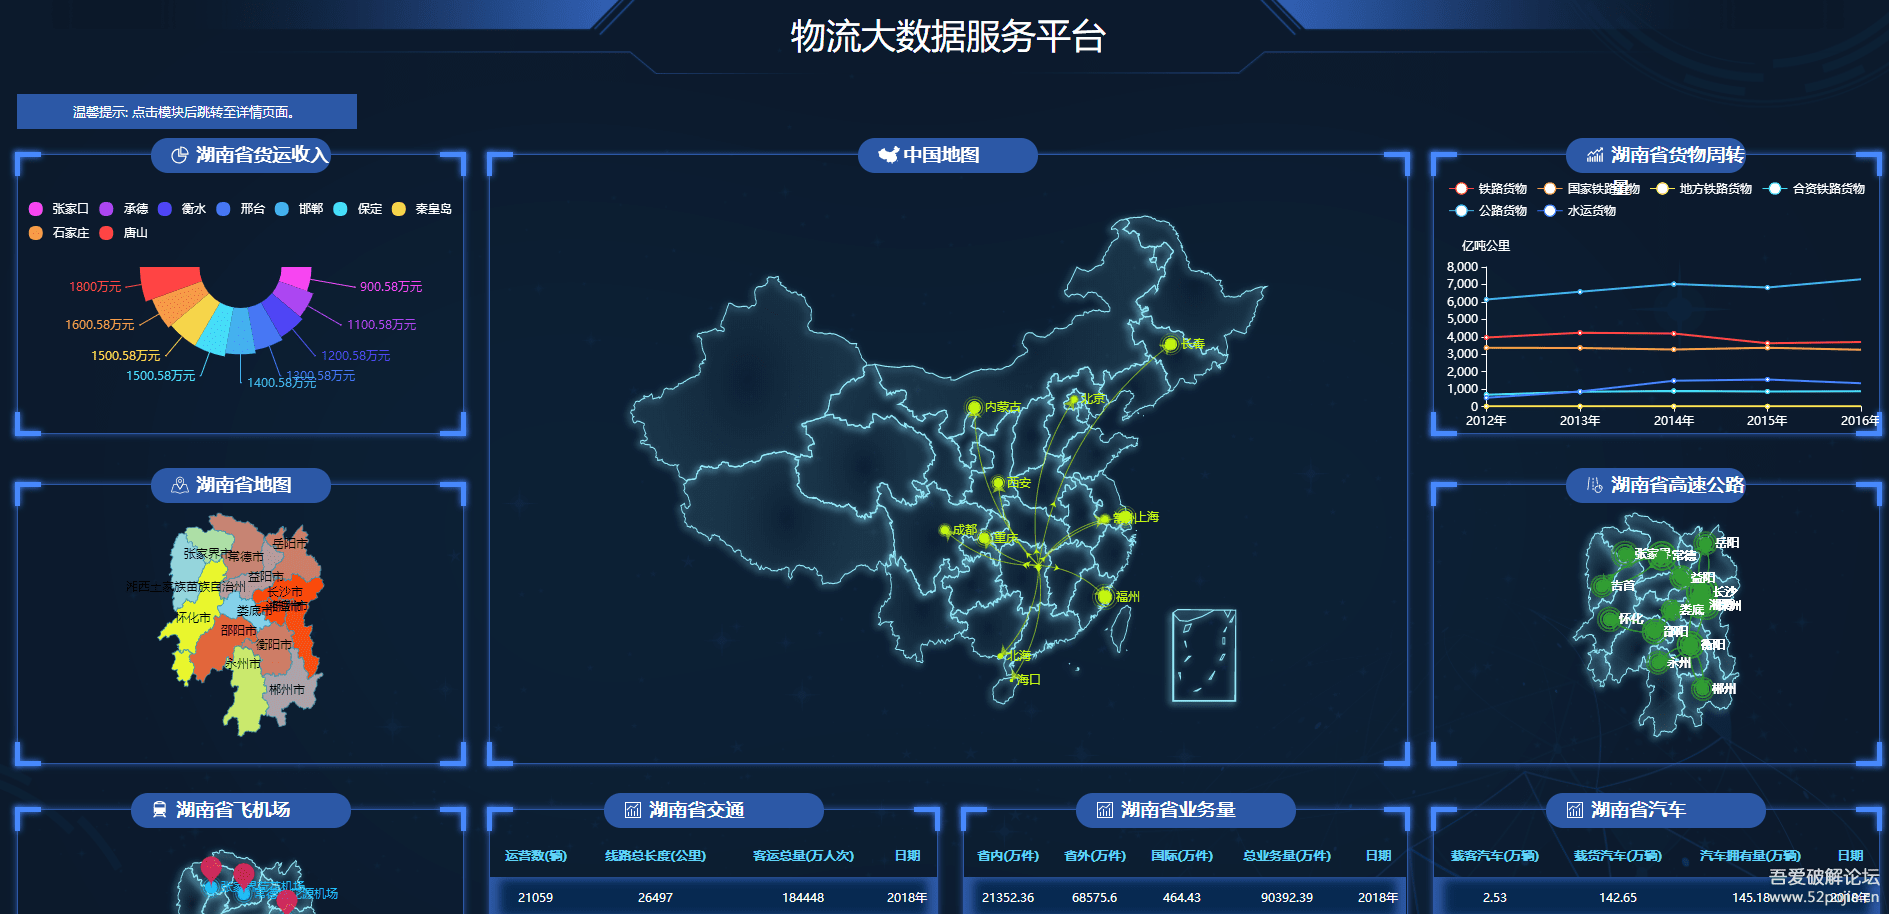 物流大数据服务平台
温馨提示: 点击模块后跳转至详情页面。
湖南省货运收入
张家口 承德 衡水 邢台 邯郸 保定 秦皇岛
石家庄 唐山
1800万元
900.58万元
1600.58万元
1100.58万元
1500.58万元
1200.58万元
1500.58万元
1300.58万元
1400.58万元
中国地图
长春
内蒙古
北京
西安
常州
上海
成都
重庆
福州
北海
海口
湖南省货物周转
量
铁路货物 国家铁路货物 地方铁路货物 合资铁路货物
公路货物 水运货物
亿吨公里
8,000
7,000
6,000
5,000
4,000
3,000
2,000
1,000
0
2012年 2013年 2014年 2015年 2016年
湖南省地图
岳阳市
张家界市
常德市
益阳市
湘西土家族苗族自治州
长沙市
娄底市
怀化市
邵阳市
衡阳市
永州市
郴州市
湖南省高速公路
岳阳
张家界
常德
益阳
吉首
长沙
娄底
怀化
永州
郴州
湖南省飞机场
湖南省交通
运营数(辆) 线路总长度(公里) 客运总量(万人次) 日期
21059 26497 184448 2018年
湖南省业务量
省内(万件) 省外(万件) 国际(万件) 总业务量(万件) 日期
21352.36 68575.6 464.43 90392.39 2018年
湖南省汽车
载客汽车(万辆) 载货汽车(万辆) 汽车拥有量(万辆) 日期
2.53 142.65 145.18 2018年
吾爱破解论坛
www.52pojie.cn